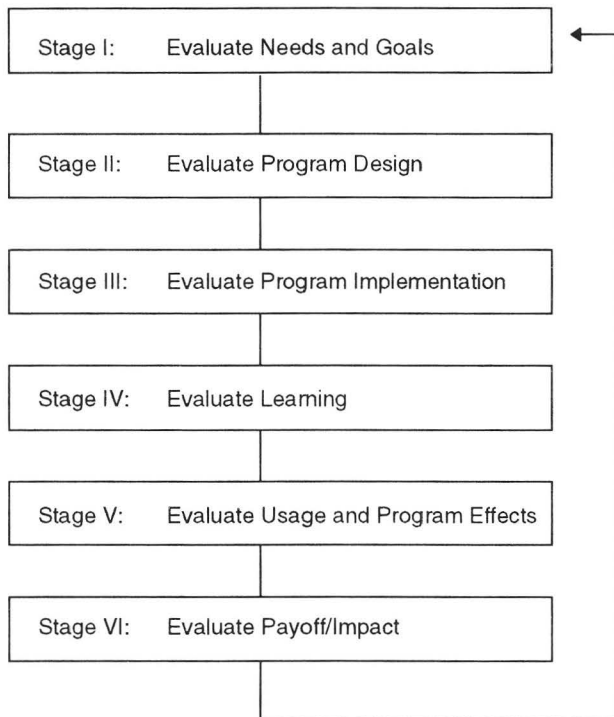 Stage I: Evaluate Needs and Goals
Stage II: Evaluate Program Design
Stage III: Evaluate Program Implementation
Stage IV: Evaluate Learning
Stage V: Evaluate Usage and Program Effects
Stage VI: Evaluate Payoff/Impact